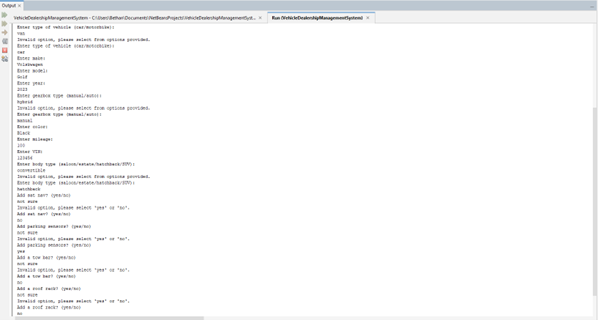 Output
VehicleDealershipManagementSystem - C:\Users\Bethan\Documents\NetBeansProjects\VehicleDealershipManagementSyst...
Run (VehicleDealershipManagementSystem)
Enter type of vehicle (car/motorbike):
van
Invalid option, please select from options provided.
Enter type of vehicle (car/motorbike):
car
Enter make:
Volkswagen
Enter model:
Golf
Enter year:
2023
Enter gearbox type (manual/auto):
hybrid
Invalid option, please select from options provided.
Enter gearbox type (manual/auto):
manual
Enter color:
Black
Enter mileage:
100
Enter VIN:
123456
Enter body type (saloon/estate/hatchback/SUV):
convertible
Invalid option, please select from options provided.
Enter body type (saloon/estate/hatchback/SUV):
hatchback
Add sat nav? (yes/no)
not sure
Invalid option, please select 'yes' or 'no'.
Add sat nav? (yes/no)
no
Add parking sensors? (yes/no)
not sure
Invalid option, please select 'yes' or 'no'.
Add parking sensors? (yes/no)
yes
Add a tow bar? (yes/no)
not sure
Invalid option, please select 'yes' or 'no'.
Add a tow bar? (yes/no)
no
Add a roof rack? (yes/no)
not sure
Invalid option, please select 'yes' or 'no'.
Add a roof rack? (yes/no)
no